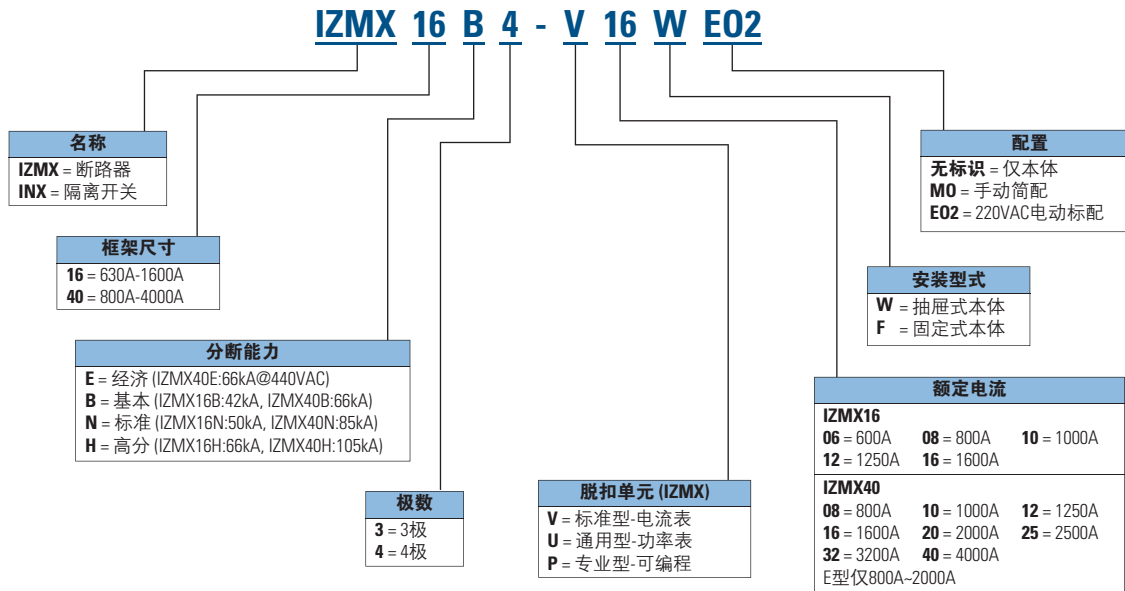 IZMX 16 B 4 - V 16 W EO2
名称
IZMX = 断路器
INX = 隔离开关
框架尺寸
16 = 630A-1600A
40 = 800A-4000A
分断能力
E = 经济 (IZMX40E:66kA@440VAC)
B = 基本 (IZMX16B:42kA, IZMX40B:66kA)
N = 标准 (IZMX16N:50kA, IZMX40N:85kA)
H = 高分 (IZMX16H:66kA, IZMX40H:105kA)
极数
3 = 3极
4 = 4极
脱扣单元 (IZMX)
V = 标准型-电流表
U = 通用型-功率表
P = 专业型-可编程
配置
无标识 = 仅本体
MO = 手动简配
EO2 = 220VAC电动标配
安装型式
W = 抽屉式本体
F = 固定式本体
额定电流
IZMX16
06 = 600A 08 = 800A 10 = 1000A
12 = 1250A 16 = 1600A
IZMX40
08 = 800A 10 = 1000A 12 = 1250A
16 = 1600A 20 = 2000A 25 = 2500A
32 = 3200A 40 = 4000A
E型仅800A~2000A